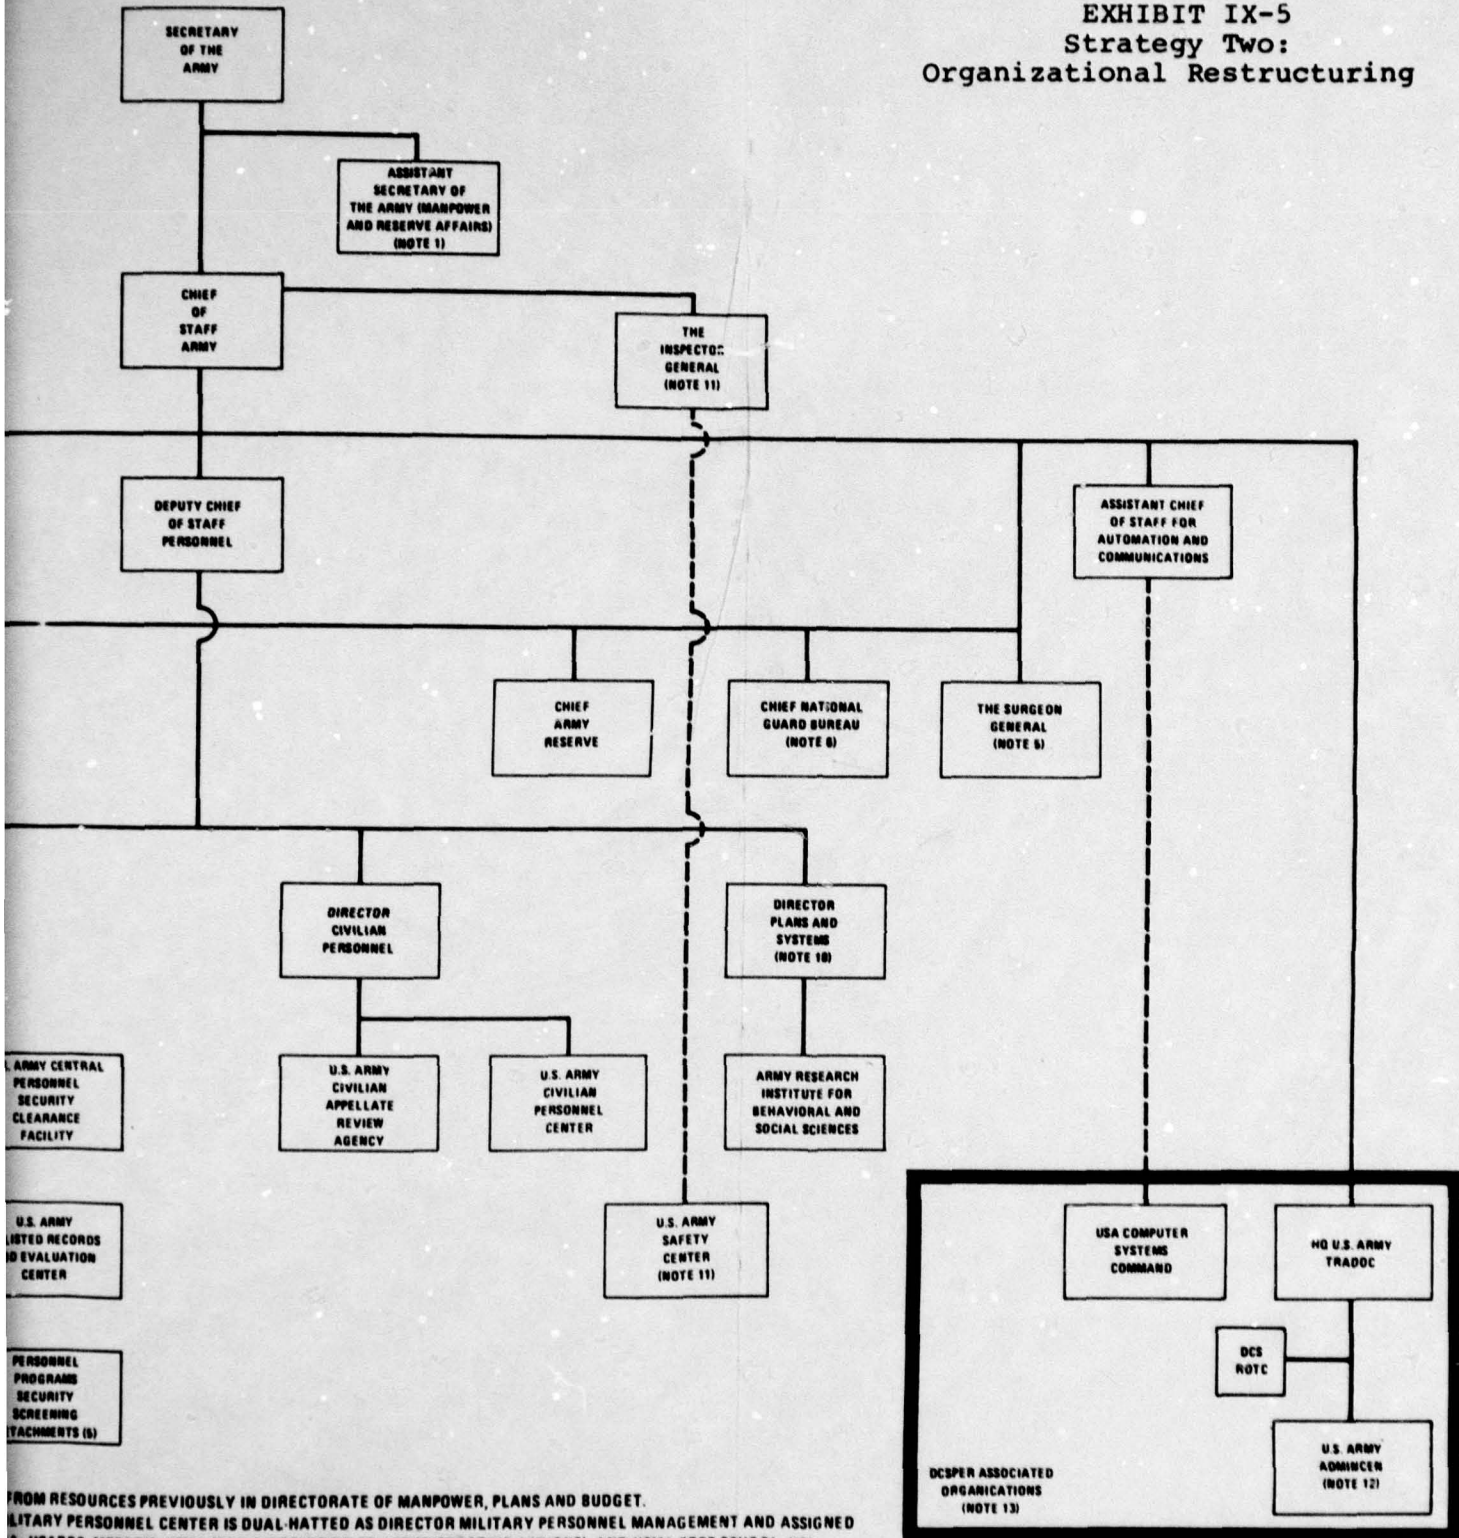 EXHIBIT IX-5
Strategy Two:
Organizational Restructuring
SECRETARY
OF THE
ARMY
ASSISTANT
SECRETARY OF
THE ARMY (MANPOWER
AND RESERVE AFFAIRS)
(NOTE 1)
CHIEF
OF
STAFF
ARMY
THE
INSPECTOR
GENERAL
(NOTE 11)
DEPUTY CHIEF
OF STAFF
PERSONNEL
ASSISTANT CHIEF
OF STAFF FOR
AUTOMATION AND
COMMUNICATIONS
CHIEF
ARMY
RESERVE
CHIEF NATIONAL
GUARD BUREAU
(NOTE 6)
THE SURGEON
GENERAL
(NOTE 5)
DIRECTOR
CIVILIAN
PERSONNEL
DIRECTOR
PLANS AND
SYSTEMS
(NOTE 10)
. ARMY CENTRAL
PERSONNEL
SECURITY
CLEARANCE
FACILITY
U.S. ARMY
CIVILIAN
APPELLATE
REVIEW
AGENCY
U.S. ARMY
CIVILIAN
PERSONNEL
CENTER
ARMY RESEARCH
INSTITUTE FOR
BEHAVIORAL AND
SOCIAL SCIENCES
U.S. ARMY
LISTED RECORDS
D EVALUATION
CENTER
U.S. ARMY
SAFETY
CENTER
(NOTE 11)
USA COMPUTER
SYSTEMS
COMMAND
HQ U.S. ARMY
TRADOC
DCS
ROTC
PERSONNEL
PROGRAMS
SECURITY
SCREENING
TACHMENTS (5)
U.S. ARMY
ADMINCEN
(NOTE 12)
DCSPER ASSOCIATED
ORGANIZATIONS
(NOTE 13)
FROM RESOURCES PREVIOUSLY IN DIRECTORATE OF MANPOWER, PLANS AND BUDGET.
LITARY PERSONNEL CENTER IS DUAL-HATTED AS DIRECTOR MILITARY PERSONNEL MANAGEMENT AND ASSIGNED